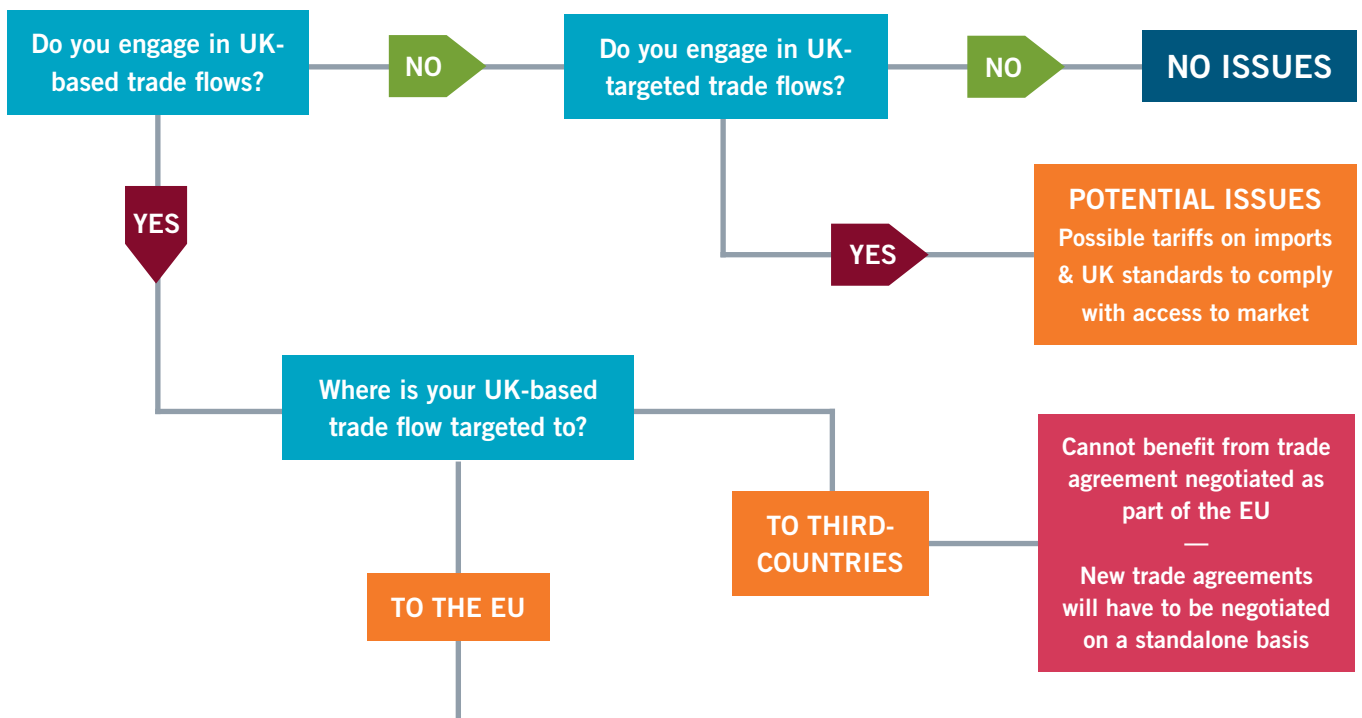 Do you engage in UK-
based trade flows?
NO
Do you engage in UK-
targeted trade flows?
NO
NO ISSUES
YES
YES
POTENTIAL ISSUES
Possible tariffs on imports
& UK standards to comply
with access to market
Where is your UK-based
trade flow targeted to?
TO THIRD-
COUNTRIES
Cannot benefit from trade
agreement negotiated as
part of the EU
—
New trade agreements
will have to be negotiated
on a standalone basis
TO THE EU